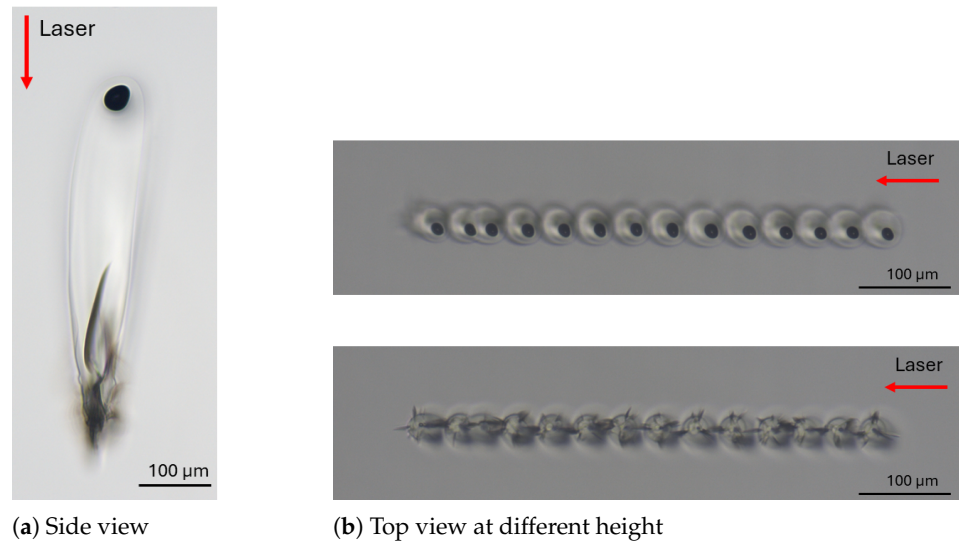 Laser
100 µm
(a) Side view
Laser
100 µm
Laser
100 µm
(b) Top view at different height